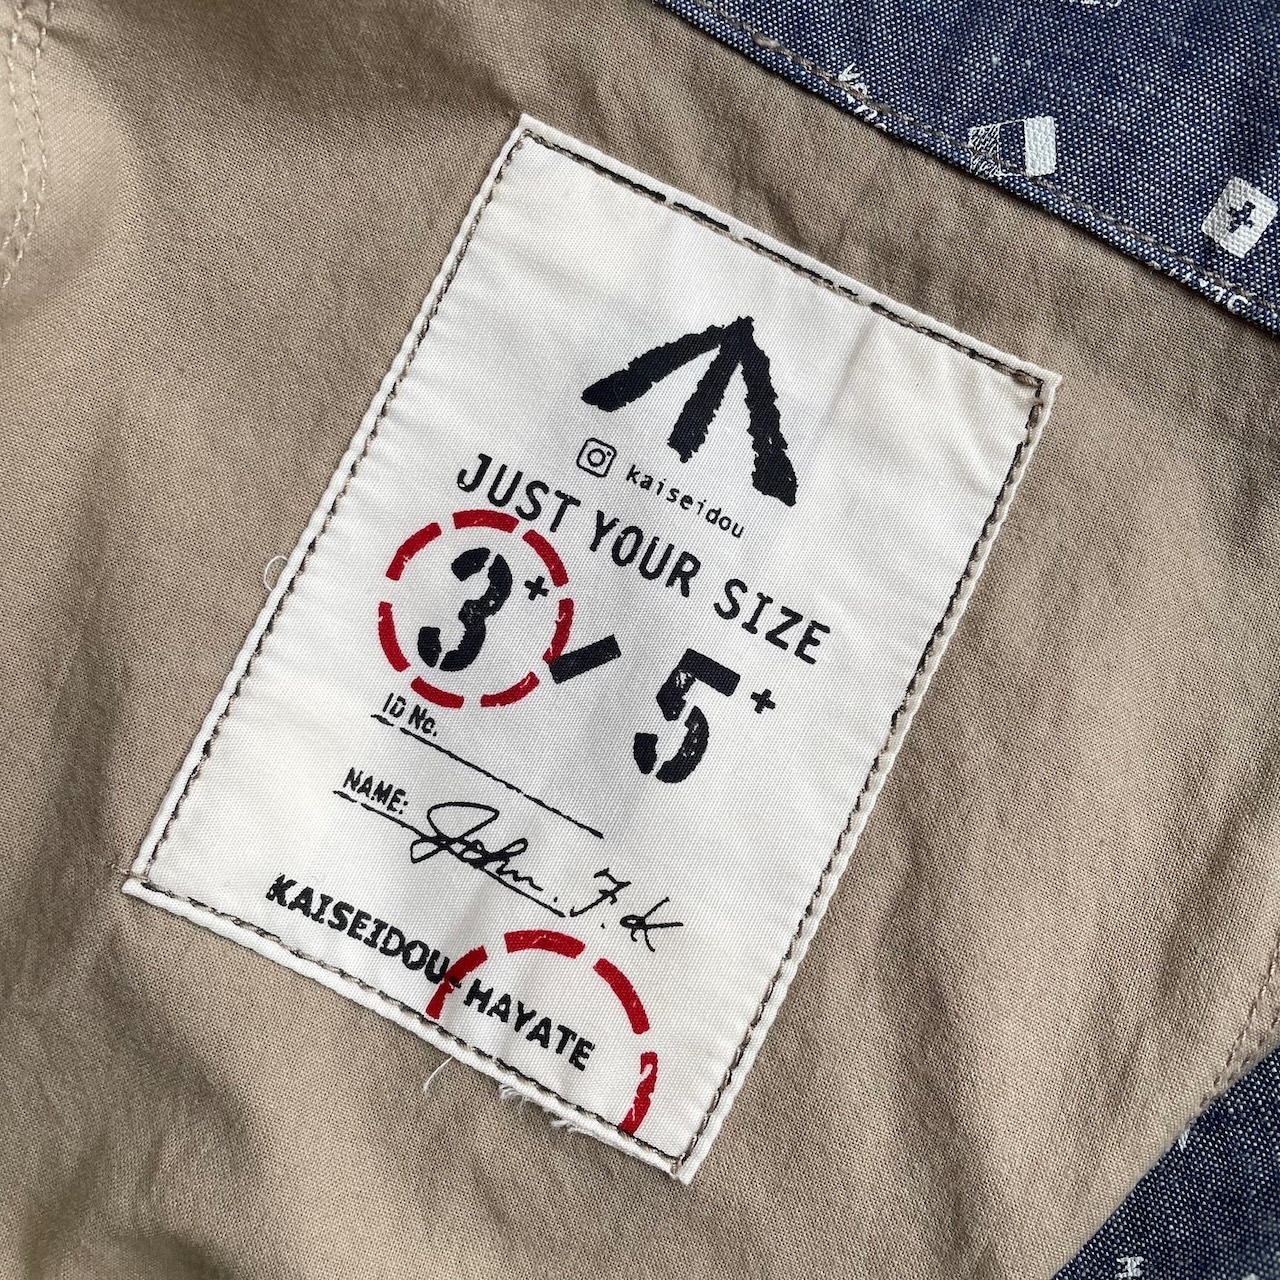 kaiseidou
JUST YOUR SIZE
3+ / 5+
ID No.
NAME: John. F.K
KAISEIDOU-HAYATE